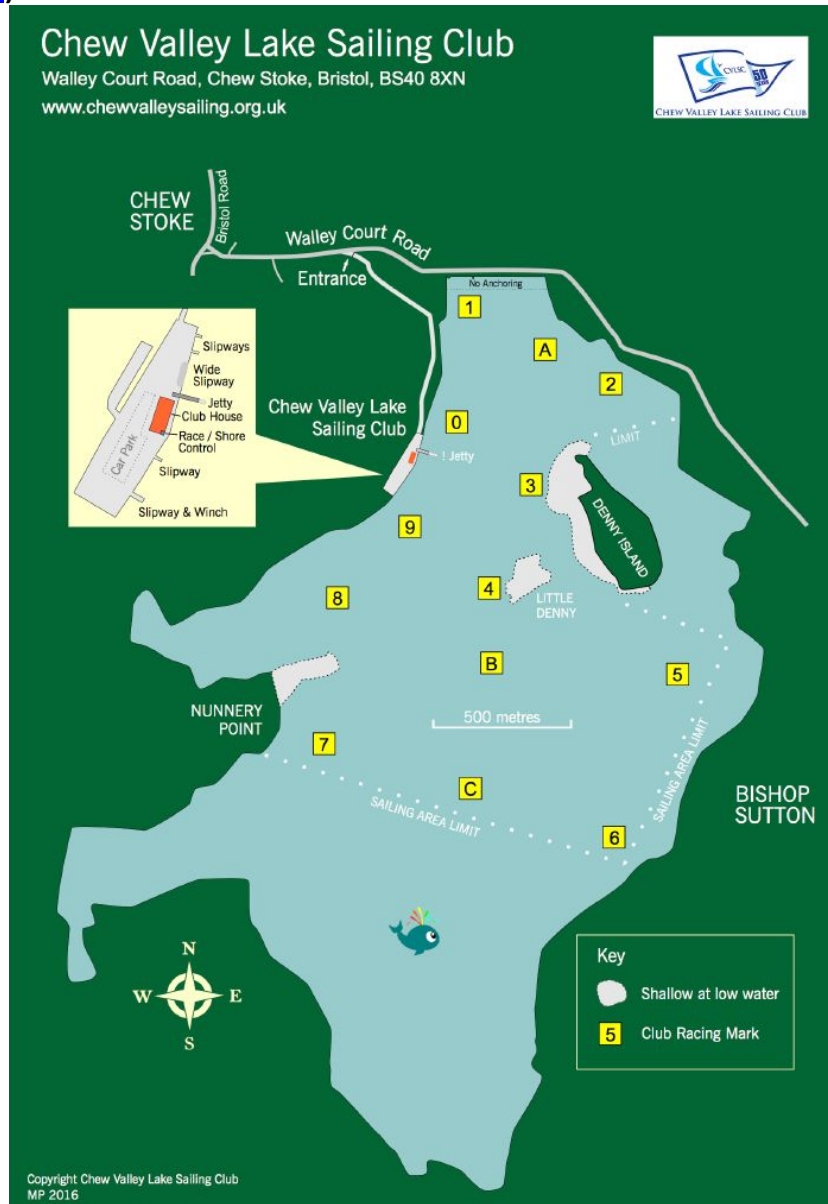 Chew Valley Lake Sailing Club
Walley Court Road, Chew Stoke, Bristol, BS40 8XN
www.chewvalleysailing.org.uk
CVLSC
50
CHEW VALLEY LAKE SAILING CLUB
CHEW
STOKE
Bristol Road
Walley Court Road
Entrance
No Anchoring
1
A
2
Slipways
Wide
Slipway
Jetty
Club House
Race / Shore
Control
Car Park
Slipway
Slipway & Winch
Chew Valley Lake
Sailing Club
0
! Jetty
LIMIT
3
DENNY ISLAND
9
4
LITTLE
DENNY
8
B
5
NUNNERY
POINT
500 metres
7
SAILING AREA LIMIT
C
SAILING AREA LIMIT
6
BISHOP
SUTTON
N
W
E
S
Key
Shallow at low water
5
Club Racing Mark
Copyright Chew Valley Lake Sailing Club
MP 2016